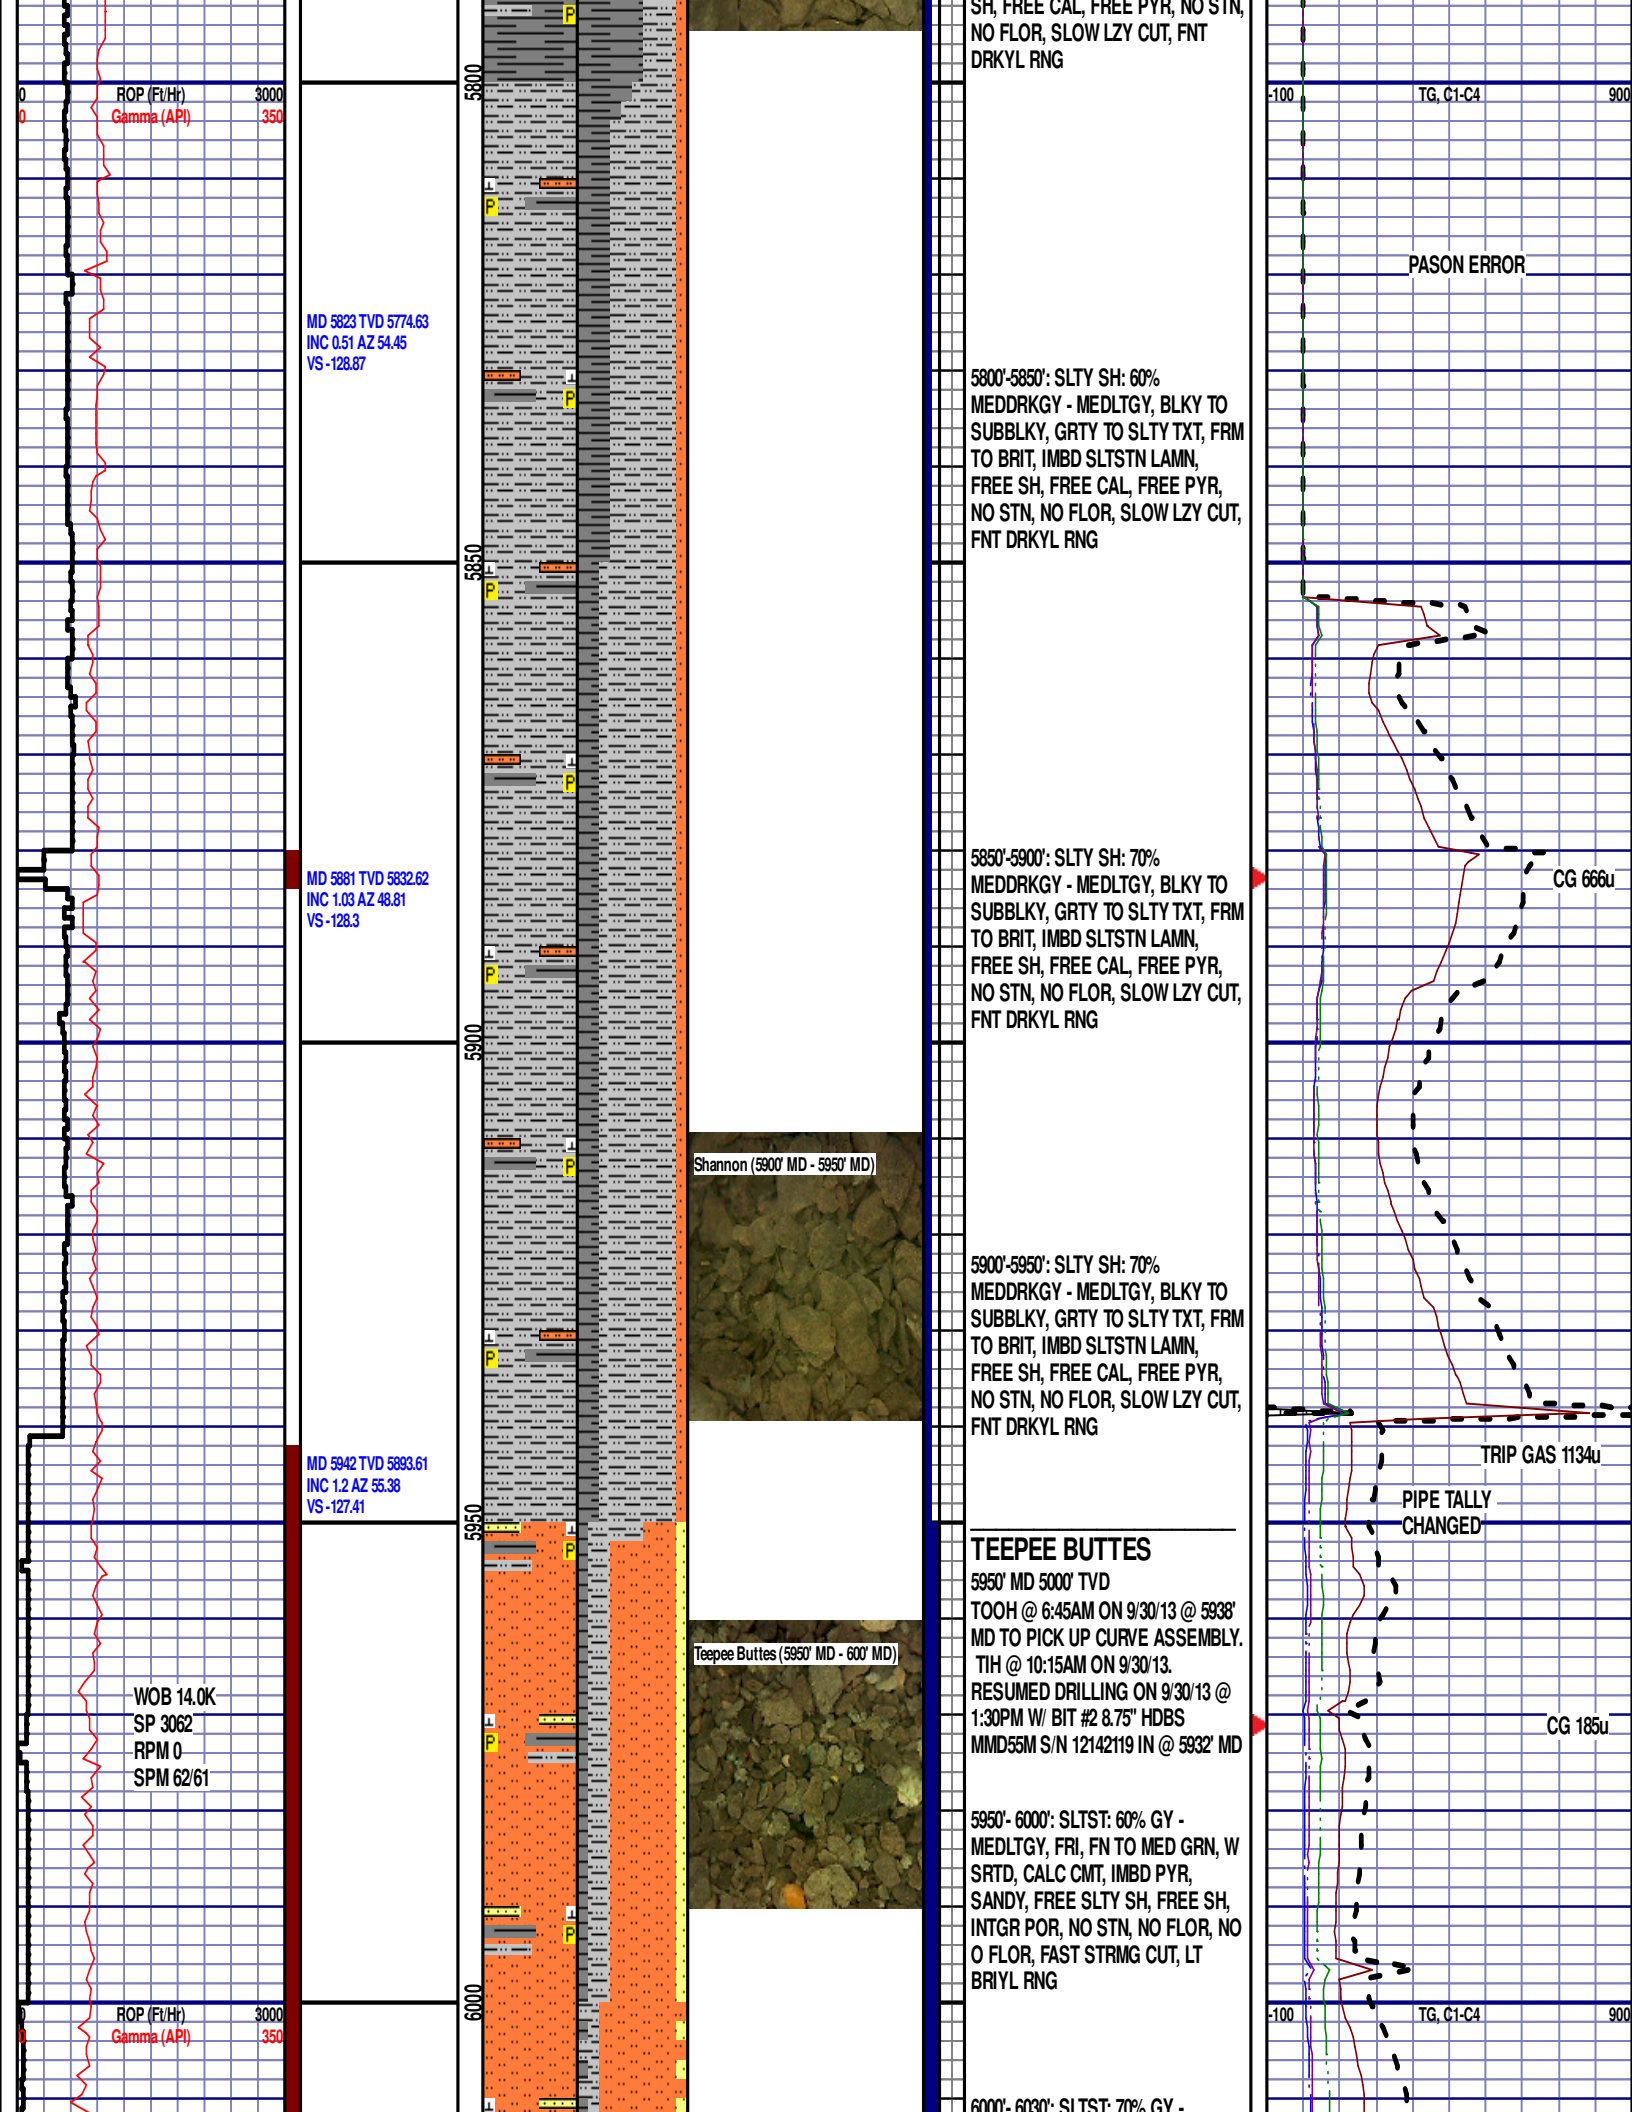 SH, FREE CAL, FREE PYR, NO STN,
NO FLOR, SLOW LZY CUT, FNT
DRKYL RNG
0 ROP (Ft/Hr) 3000
0 Gamma (API) 350
5800
-100 TG, C1-C4 900
PASON ERROR
MD 5823 TVD 5774.63
INC 0.51 AZ 54.45
VS -128.87
5800'-5850': SLTY SH: 60%
MEDDRKGY - MEDLTGY, BLKY TO
SUBBLKY, GRTY TO SLTY TXT, FRM
TO BRIT, IMBD SLTSTN LAMN,
FREE SH, FREE CAL, FREE PYR,
NO STN, NO FLOR, SLOW LZY CUT,
FNT DRKYL RNG
5850
MD 5881 TVD 5832.62
INC 1.03 AZ 48.81
VS -128.3
5850'-5900': SLTY SH: 70%
MEDDRKGY - MEDLTGY, BLKY TO
SUBBLKY, GRTY TO SLTY TXT, FRM
TO BRIT, IMBD SLTSTN LAMN,
FREE SH, FREE CAL, FREE PYR,
NO STN, NO FLOR, SLOW LZY CUT,
FNT DRKYL RNG
CG 666u
5900
Shannon (5900' MD - 5950' MD)
5900'-5950': SLTY SH: 70%
MEDDRKGY - MEDLTGY, BLKY TO
SUBBLKY, GRTY TO SLTY TXT, FRM
TO BRIT, IMBD SLTSTN LAMN,
FREE SH, FREE CAL, FREE PYR,
NO STN, NO FLOR, SLOW LZY CUT,
FNT DRKYL RNG
MD 5942 TVD 5893.61
INC 1.2 AZ 55.38
VS -127.41
TRIP GAS 1134u
PIPE TALLY
CHANGED
5950
TEEPEE BUTTES
5950' MD 5000' TVD
TOOH @ 6:45AM ON 9/30/13 @ 5938'
MD TO PICK UP CURVE ASSEMBLY.
TIH @ 10:15AM ON 9/30/13.
RESUMED DRILLING ON 9/30/13 @
1:30PM W/ BIT #2 8.75" HDBS
MMD55M S/N 12142119 IN @ 5932' MD
Teepee Buttes (5950' MD - 600' MD)
WOB 14.0K
SP 3062
RPM 0
SPM 62/61
CG 185u
5950'- 6000': SLTST: 60% GY -
MEDLTGY, FRI, FN TO MED GRN, W
SRTD, CALC CMT, IMBD PYR,
SANDY, FREE SLTY SH, FREE SH,
INTGR POR, NO STN, NO FLOR, NO
O FLOR, FAST STRMG CUT, LT
BRIYL RNG
6000
ROP (Ft/Hr) 3000
Gamma (API) 350
-100 TG, C1-C4 900
6000'- 6030': SLTST: 70% GY -